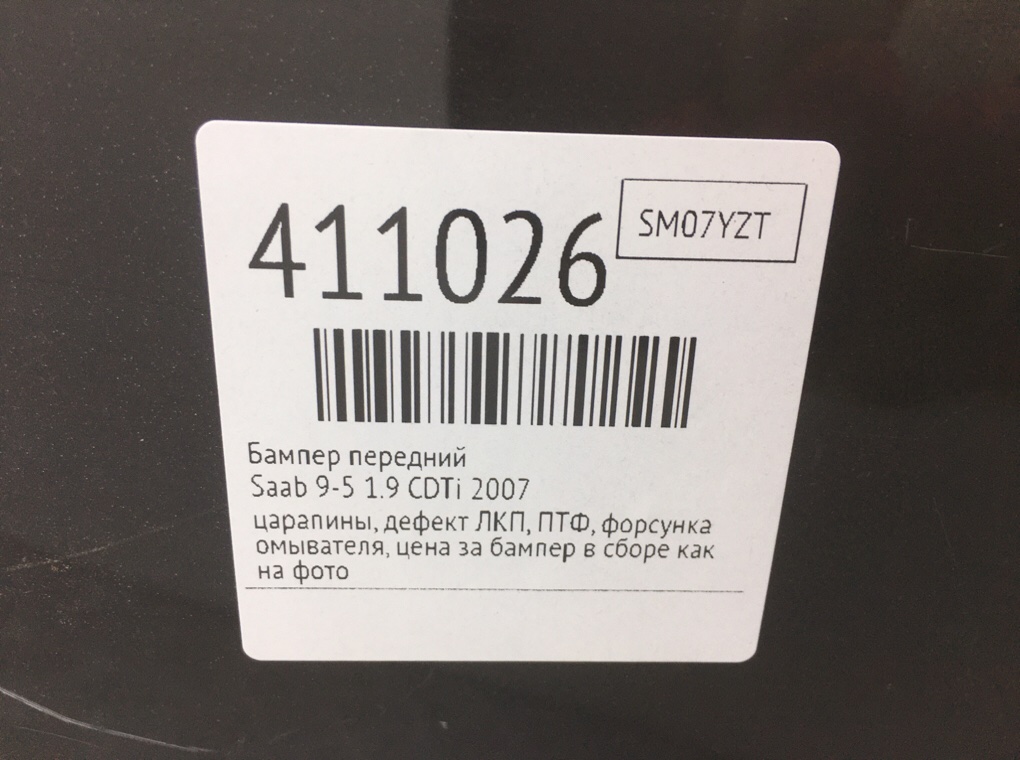 411026
SM07YZT
Бампер передний
Saab 9-5 1.9 CDTi 2007
царапины, дефект ЛКП, ПТФ, форсунка
омывателя, цена за бампер в сборе как
на фото